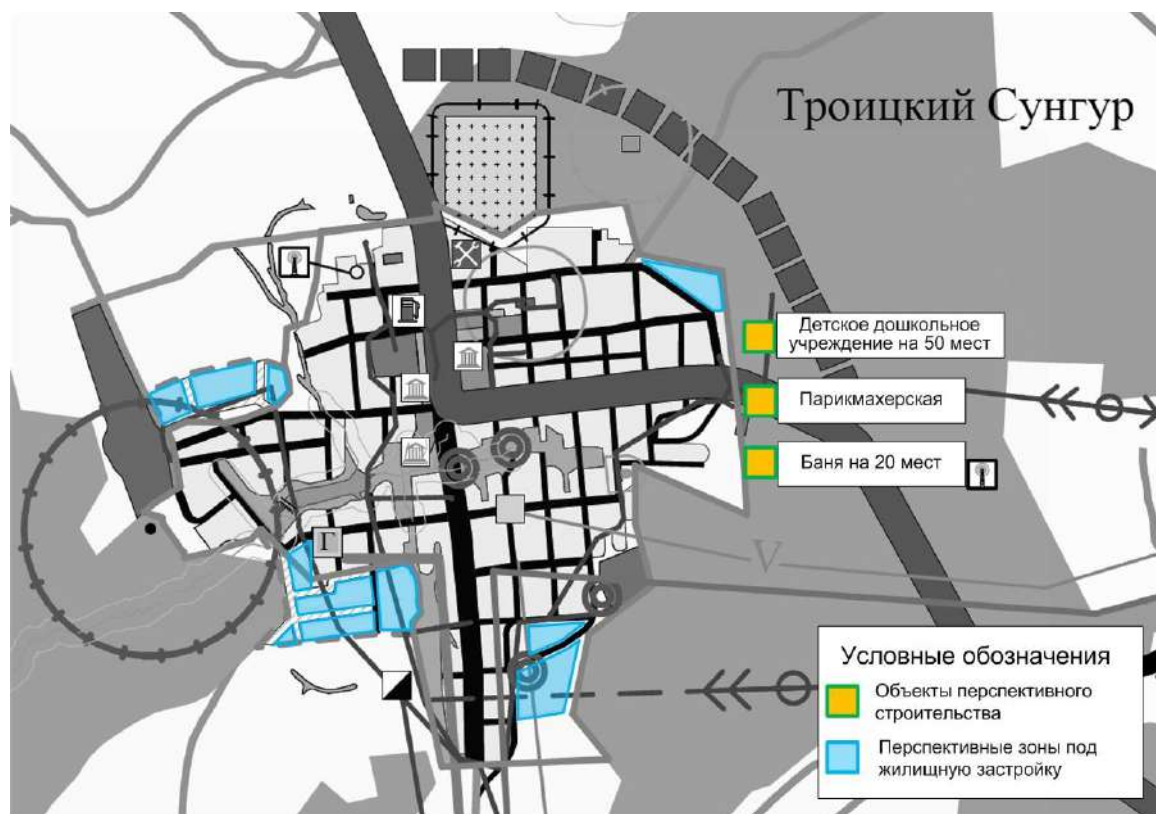 Троицкий Сунгур
Детское дошкольное
учреждение на 50 мест
Парикмахерская
Баня на 20 мест
Г
V
Условные обозначения
Объекты перспективного
строительства
Перспективные зоны под
жилищную застройку